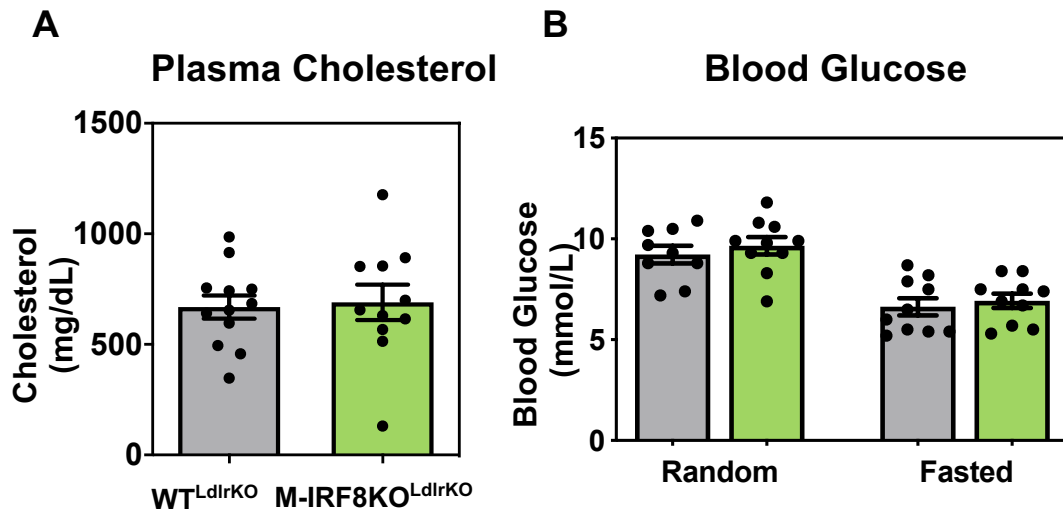 A
Plasma Cholesterol
Cholesterol
(mg/dL)
1500
1000
500
0
WT^LdlrKO M-IRF8KO^LdlrKO
B
Blood Glucose
Blood Glucose
(mmol/L)
15
10
5
0
Random Fasted